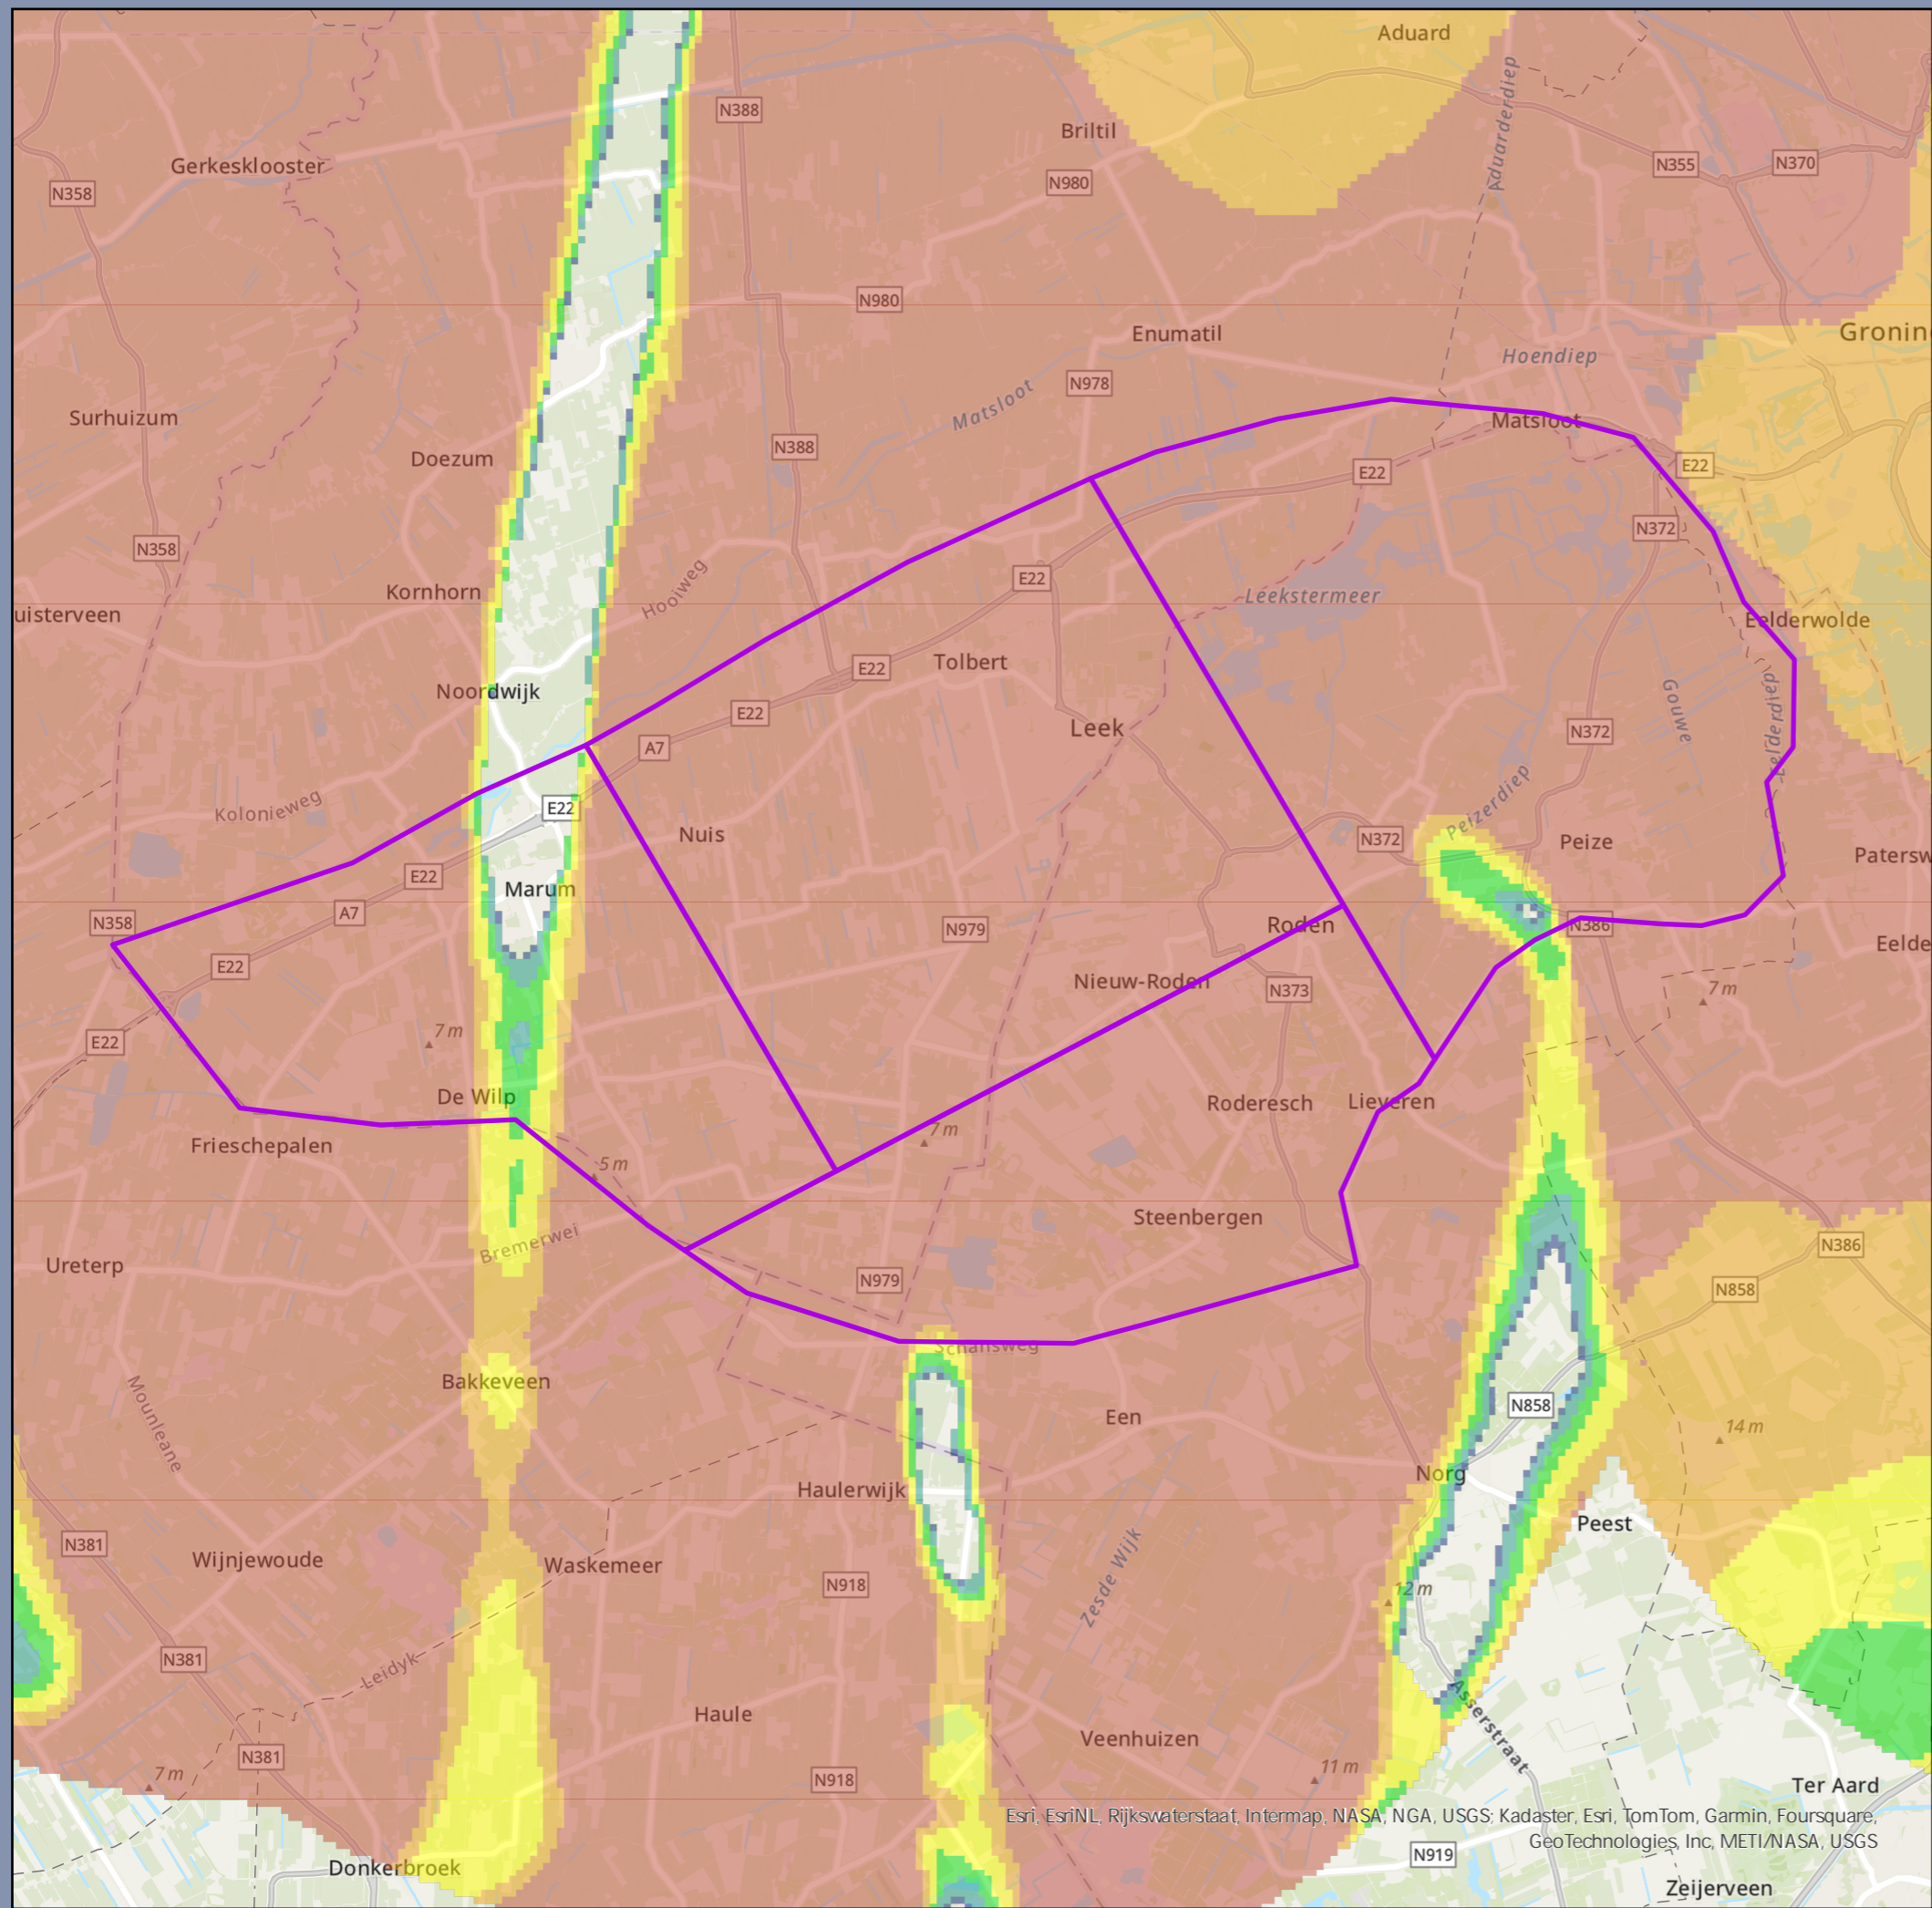 Aduard
N388
Briltil
Aduarderdiep
N355
N370
Gerkesklooster
N358
N980
N980
Enumatil
Gronin
Hoendiep
N978
Matsloot
Surhuizum
Matsloot
N388
Doezum
E22
E22
N358
N372
E22
Kornhorn
Hooiweg
Leekstermeer
uisterveen
Eelderwolde
Tolbert
E22
Noordwijk
Gouwe
Eelderdiep
E22
Leek
N372
A7
Kolonieweg
E22
Peizerdiep
Nuis
N372
Peize
Patersw
E22
Marum
A7
N358
N979
Roden
N386
Eelde
E22
Nieuw-Roden
N373
7 m
7 m
E22
De Wilp
Roderesch
Lieveren
7 m
Frieschepalen
5 m
Steenbergen
Bremerwei
N386
Ureterp
N979
N858
Schansweg
Bakkeveen
Mounleane
N858
Een
14 m
Norg
Haulerwijk
Peest
N381
Wijnjewoude
Waskemeer
Zesde Wijk
N918
12 m
N381
Leidyk
Asserstraat
Haule
Veenhuizen
N381
7 m
N918
11 m
Ter Aard
Esri, EsriNL, Rijkswaterstaat, Intermap, NASA, NGA, USGS; Kadaster, Esri, TomTom, Garmin, Foursquare,
GeoTechnologies, Inc, METI/NASA, USGS
N919
Donkerbroek
Zeijerveen